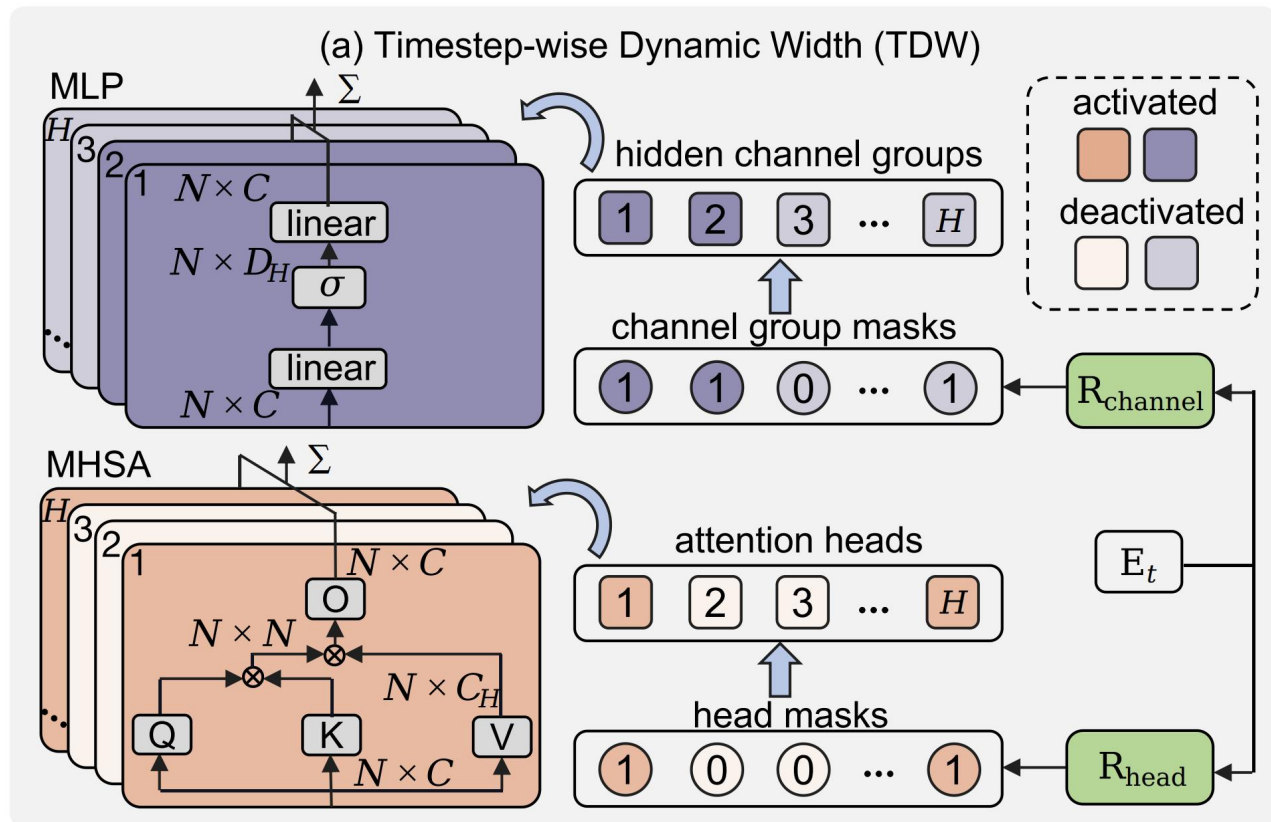 (a) Timestep-wise Dynamic Width (TDW)
MLP
Σ
H
3
2
1
N × C
linear
N × D_H
σ
linear
N × C
hidden channel groups
1 2 3 ... H
channel group masks
1 1 0 ... 1
activated
deactivated
R_channel
MHSA
Σ
H
3
2
1
N × C
O
N × N
⊗
⊗
N × C_H
Q K V
N × C
attention heads
1 2 3 ... H
head masks
1 0 0 ... 1
E_t
R_head